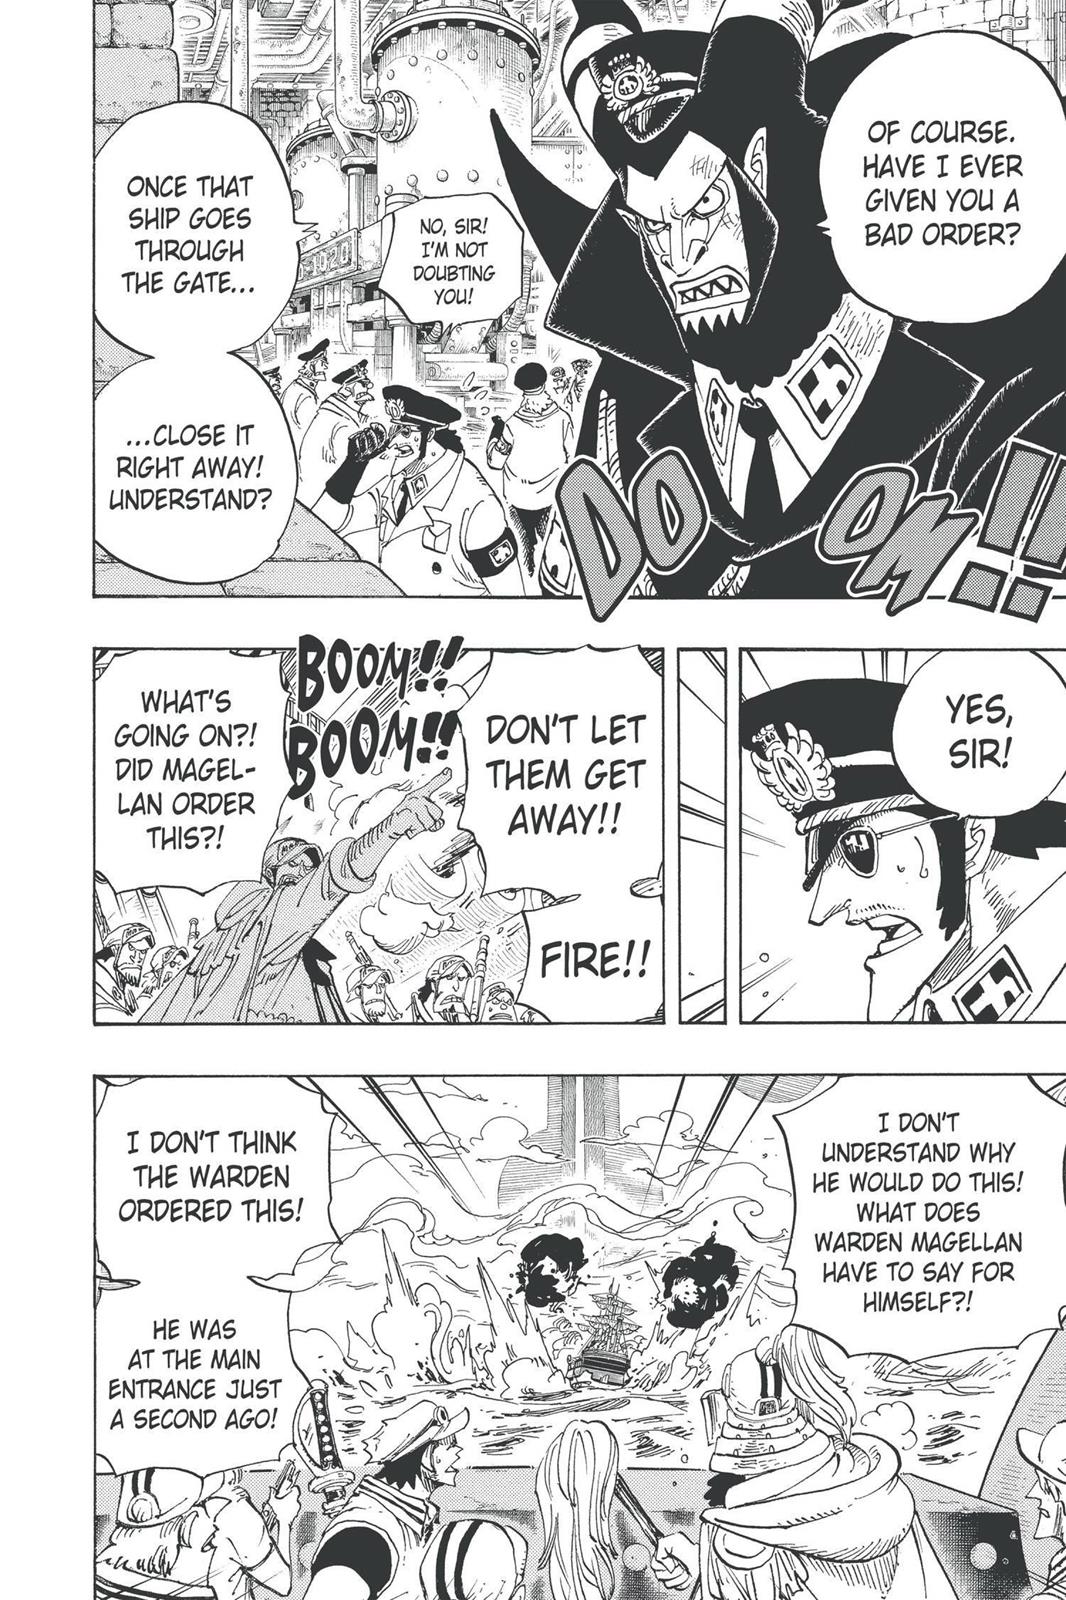 OF COURSE.
HAVE I EVER
GIVEN YOU A
BAD ORDER?
NO, SIR!
I'M NOT
DOUBTING
YOU!
ONCE THAT
SHIP GOES
THROUGH
THE GATE...
...CLOSE IT
RIGHT AWAY!
UNDERSTAND?
DOOM!!
YES,
SIR!
DON'T LET
THEM GET
AWAY!!
FIRE!!
BOOM!!
BOOM!!
WHAT'S
GOING ON?!
DID MAGEL-
LAN ORDER
THIS?!
I DON'T
UNDERSTAND WHY
HE WOULD DO THIS!
WHAT DOES
WARDEN MAGELLAN
HAVE TO SAY FOR
HIMSELF?!
I DON'T THINK
THE WARDEN
ORDERED THIS!
HE WAS
AT THE MAIN
ENTRANCE JUST
A SECOND AGO!